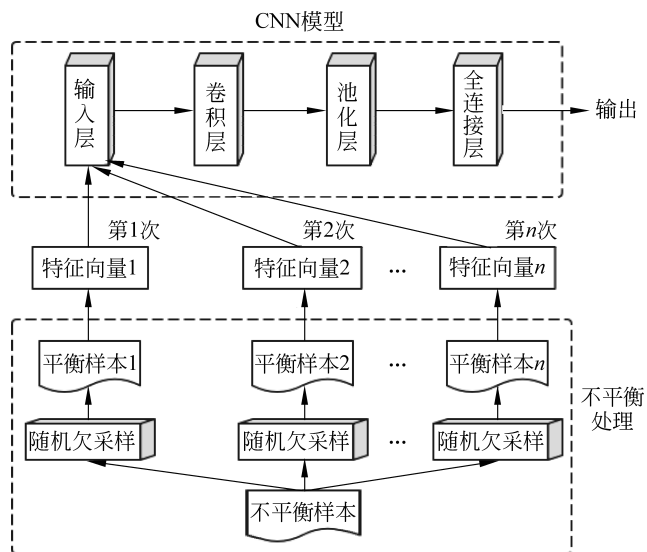 CNN模型
输入层
卷积层
池化层
全连接层
输出
第1次
第2次
第n次
特征向量1
特征向量2
...
特征向量n
平衡样本1
平衡样本2
...
平衡样本n
不平衡
处理
随机欠采样
随机欠采样
...
随机欠采样
不平衡样本